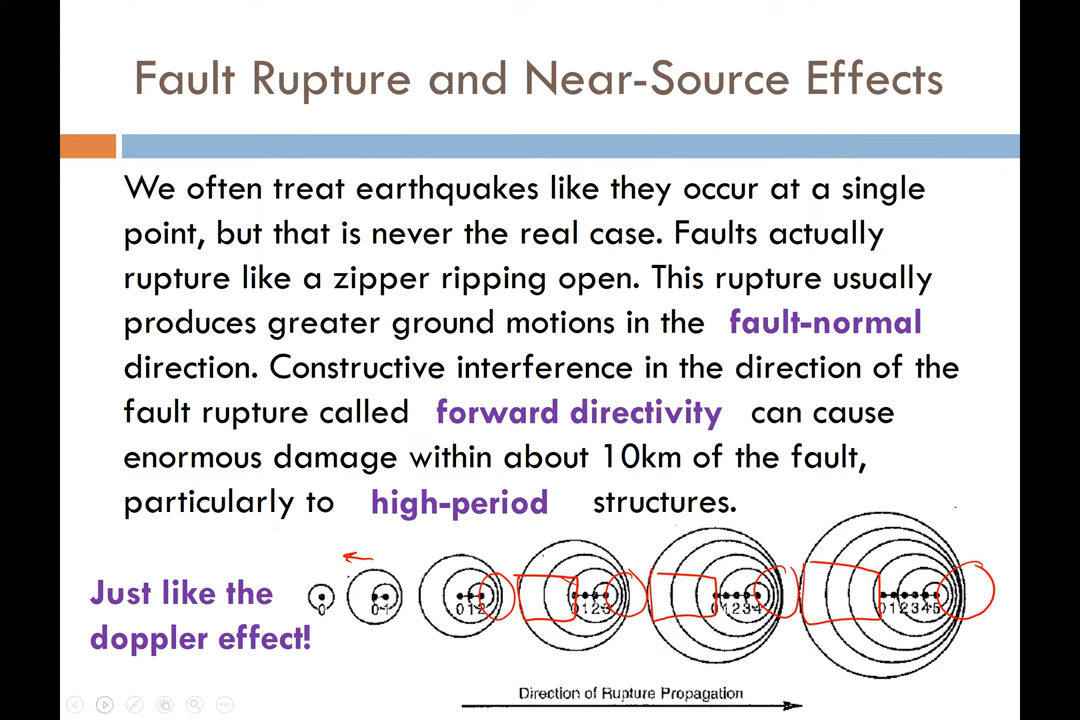 Fault Rupture and Near-Source Effects
We often treat earthquakes like they occur at a single
point, but that is never the real case. Faults actually
rupture like a zipper ripping open. This rupture usually
produces greater ground motions in the fault-normal
direction. Constructive interference in the direction of the
fault rupture called forward directivity can cause
enormous damage within about 10km of the fault,
particularly to high-period structures.
Just like the
doppler effect!
0 01 012 0123 01234 012345
Direction of Rupture Propagation